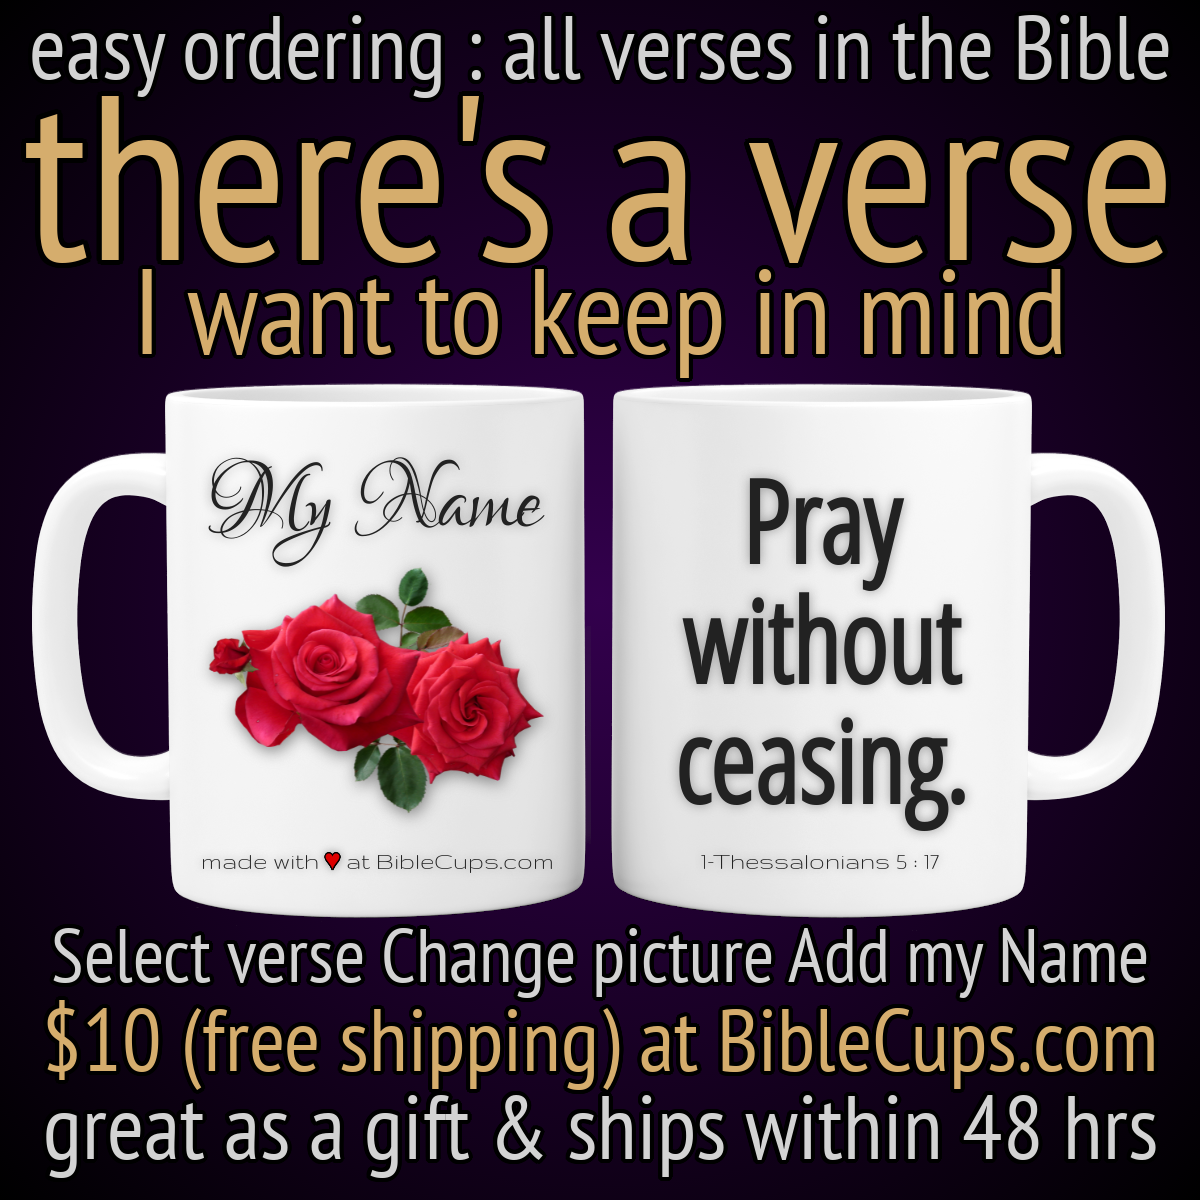 easy ordering : all verses in the Bible
there's a verse
I want to keep in mind
My Name
made with ♥ at BibleCups.com
Pray
without
ceasing.
1-Thessalonians 5 : 17
Select verse Change picture Add my Name
$10 (free shipping) at BibleCups.com
great as a gift & ships within 48 hrs